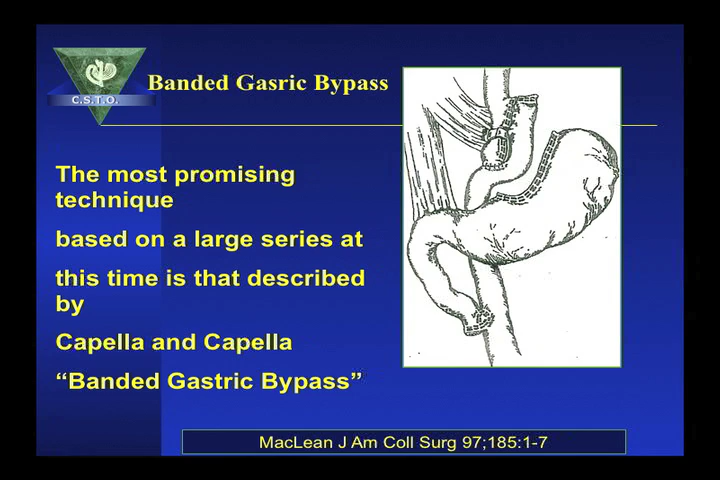 Banded Gasric Bypass
C.S.T.O.
The most promising
technique
based on a large series at
this time is that described
by
Capella and Capella
“Banded Gastric Bypass”
MacLean J Am Coll Surg 97;185:1-7